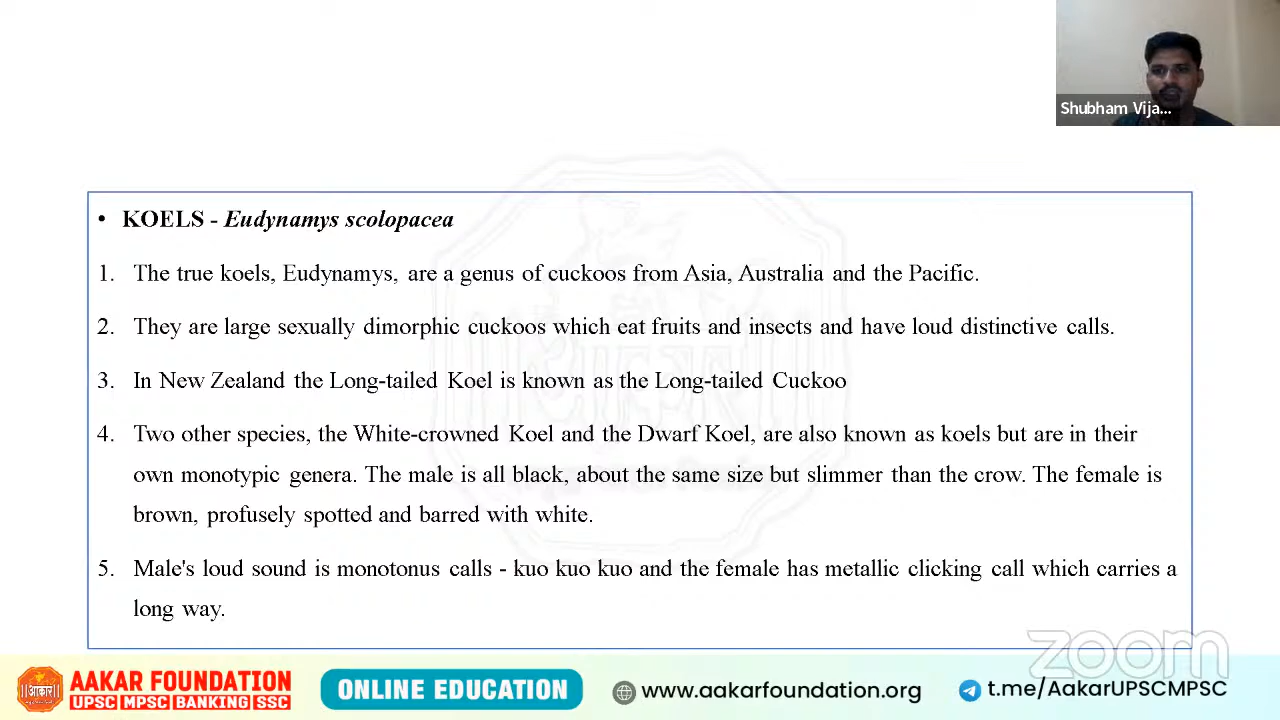 Shubham Vija...
• KOELS - Eudynamys scolopacea
1. The true koels, Eudynamys, are a genus of cuckoos from Asia, Australia and the Pacific.
2. They are large sexually dimorphic cuckoos which eat fruits and insects and have loud distinctive calls.
3. In New Zealand the Long-tailed Koel is known as the Long-tailed Cuckoo
4. Two other species, the White-crowned Koel and the Dwarf Koel, are also known as koels but are in their
own monotypic genera. The male is all black, about the same size but slimmer than the crow. The female is
brown, profusely spotted and barred with white.
5. Male's loud sound is monotonus calls - kuo kuo kuo and the female has metallic clicking call which carries a
long way.
zoom
आकार
AAKAR FOUNDATION
UPSC MPSC BANKING SSC
ONLINE EDUCATION
www.aakarfoundation.org
t.me/AakarUPSCMPSC